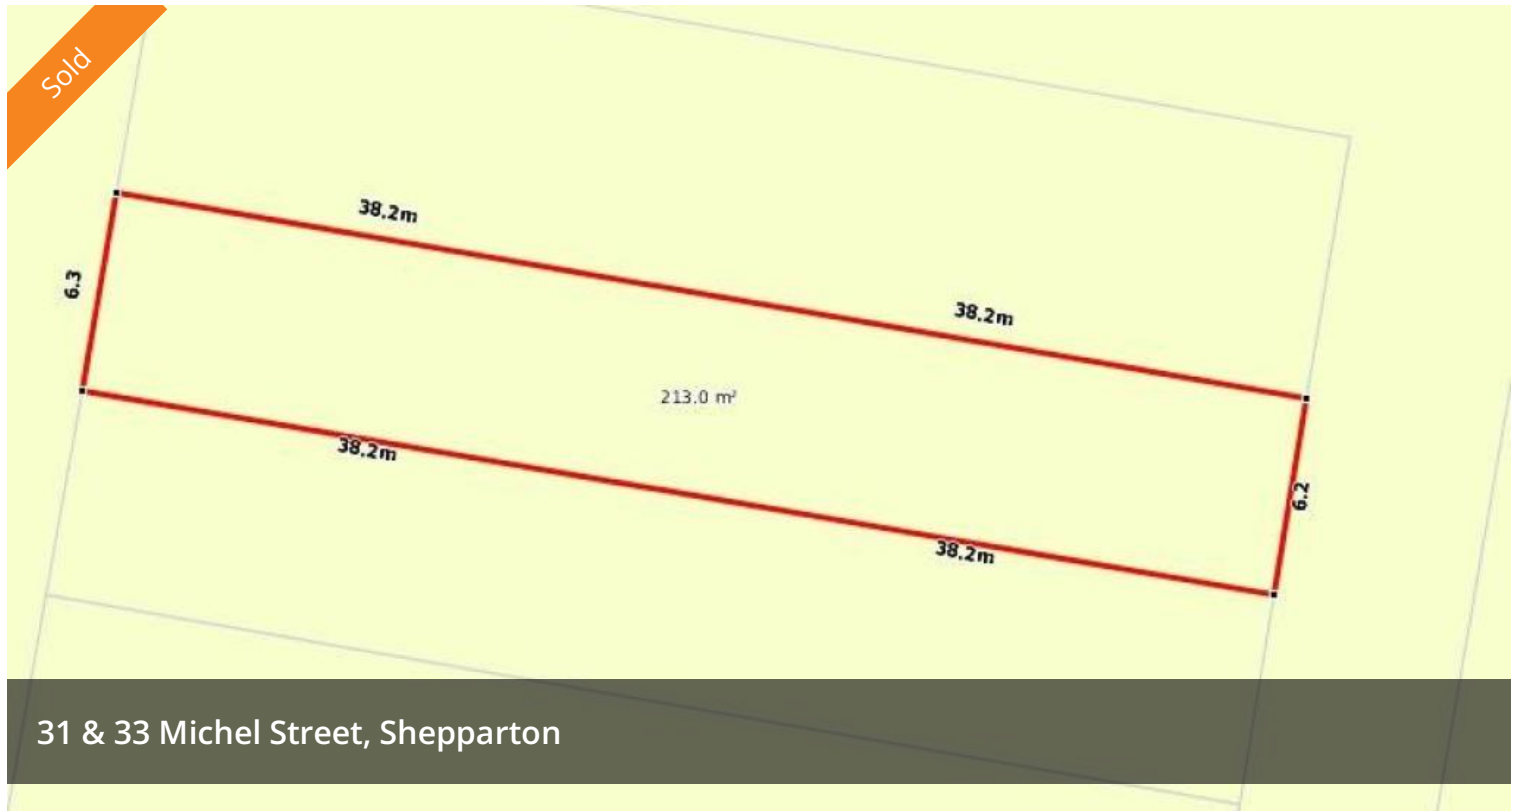 Sold
38.2m
6.3
38.2m
213.0 m²
38.2m
6.2
38.2m
31 & 33 Michel Street, Shepparton